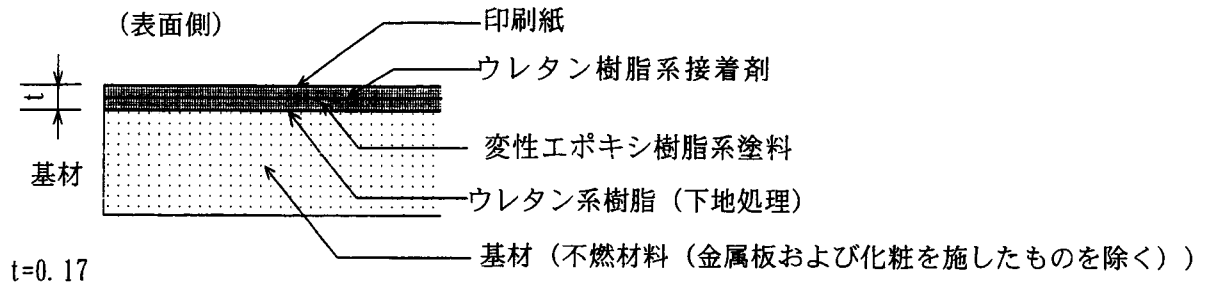 (表面側)
印刷紙
ウレタン樹脂系接着剤
t
変性エポキシ樹脂系塗料
基材
ウレタン系樹脂(下地処理)
基材(不燃材料(金属板および化粧を施したものを除く))
t=0.17